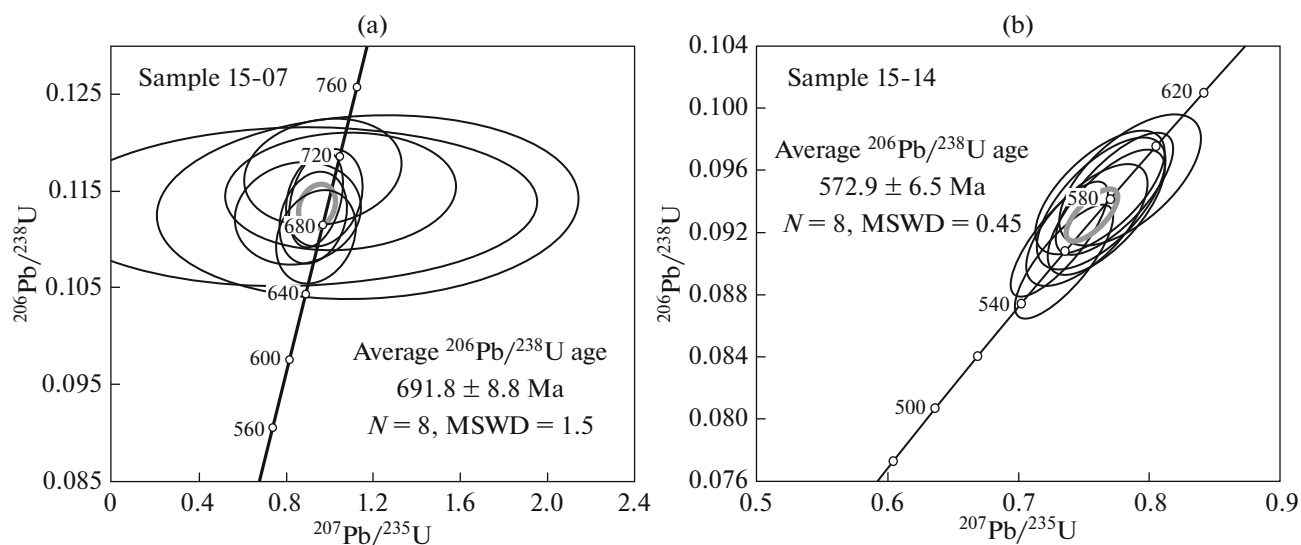 (a)
Sample 15-07
760
720
680
640
600
560
Average ²⁰⁶Pb/²³⁸U age
691.8 ± 8.8 Ma
N = 8, MSWD = 1.5
0.125
0.115
0.105
0.095
0.085
²⁰⁶Pb/²³⁸U
0 0.4 0.8 1.2 1.6 2.0 2.4
²⁰⁷Pb/²³⁵U
(b)
Sample 15-14
620
580
540
500
Average ²⁰⁶Pb/²³⁸U age
572.9 ± 6.5 Ma
N = 8, MSWD = 0.45
0.104
0.100
0.096
0.092
0.088
0.084
0.080
0.076
²⁰⁶Pb/²³⁸U
0.5 0.6 0.7 0.8 0.9
²⁰⁷Pb/²³⁵U